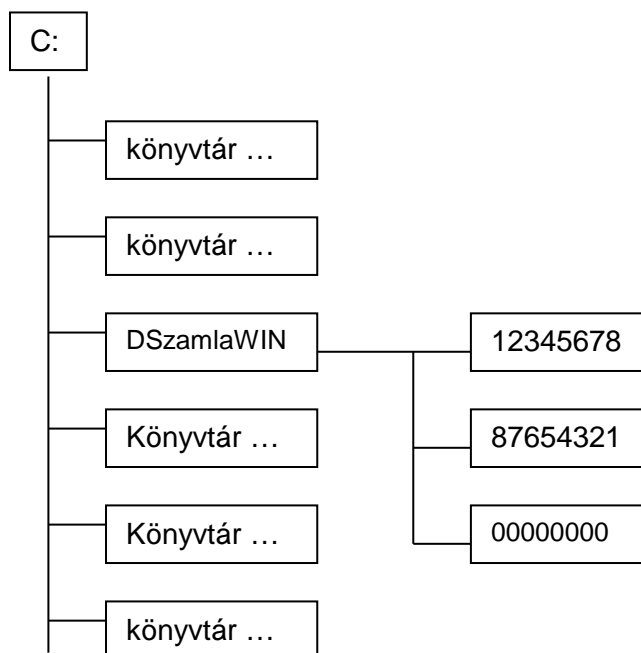 C:
könyvtár …
könyvtár …
DSzamlaWIN
12345678
Könyvtár …
87654321
Könyvtár …
00000000
könyvtár …